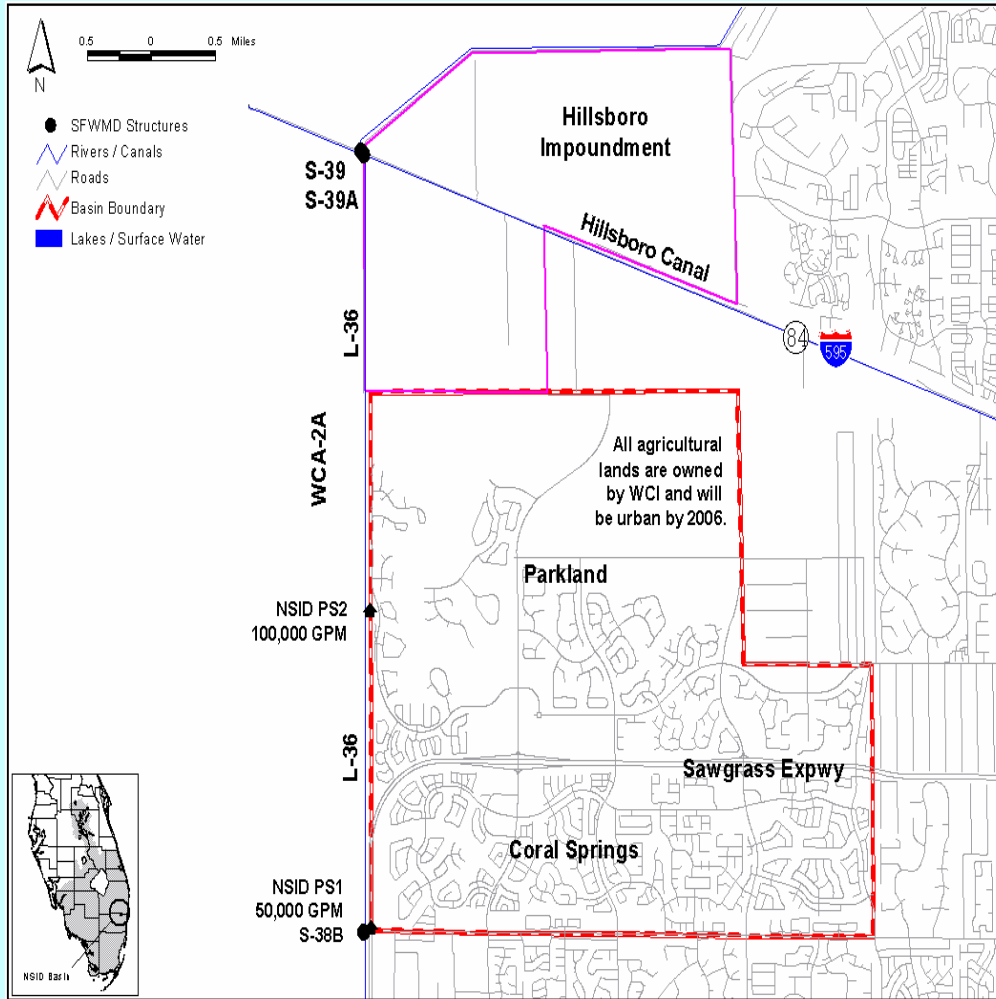 0.5 0 0.5 Miles
N
SFWMD Structures
Rivers / Canals
Roads
Basin Boundary
Lakes / Surface Water
Hillsboro
Impoundment
S-39
S-39A
Hillsboro Canal
L-36
84
595
WCA-2A
All agricultural
lands are owned
by WCI and will
be urban by 2006.
Parkland
NSID PS2
100,000 GPM
L-36
Sawgrass Expwy
Coral Springs
NSID PS1
50,000 GPM
S-38B
NSID Basin